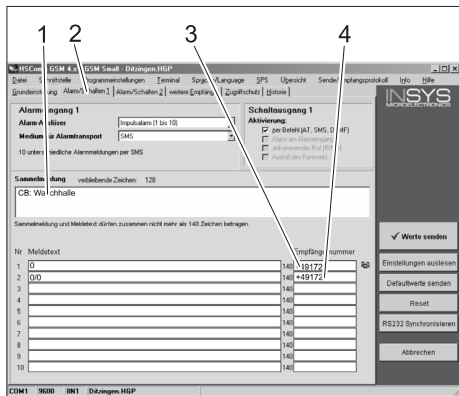 1 2 3 4
HSComm GSM 4.x GSM Small - Ditzingen.HGP
Datei Schnittstelle Programmeinstellungen Terminal Sprache/Language SPS Übersicht Sende/Empfangsprotokoll Info Hilfe
Grundeinstellung Alarm/Schalten 1 Alarm/Schalten 2 weitere Empfänger Zugriffschutz Historie
INSYS
MICROELECTRONICS
Alarmeingang 1
Alarm-Auslöser Impulsalarm (1 bis 10)
Medium für Alarmtransport SMS
10 unterschiedliche Alarmmeldungen per SMS
Schaltausgang 1
Aktivierung:
per Befehl (AT, SMS, DTMF)
Alarm am Alarmeingang
ankommender Ruf (RING)
Ausfall des Funknetz
Sammelmeldung verbleibende Zeichen: 128
CB: Waschhalle
Sammelmeldung und Meldetext dürfen zusammen nicht mehr als 140 Zeichen betragen
Nr Meldetext Empfängernummer
1 0 140 +49172
2 0/0 140 +49172
3 140
4 140
5 140
6 140
7 140
8 140
9 140
10 140
Werte senden
Einstellungen auslesen
Defaultwerte senden
Reset
RS232 Synchronisieren
Abbrechen
COM1 9600 8N1 Ditzingen.HGP